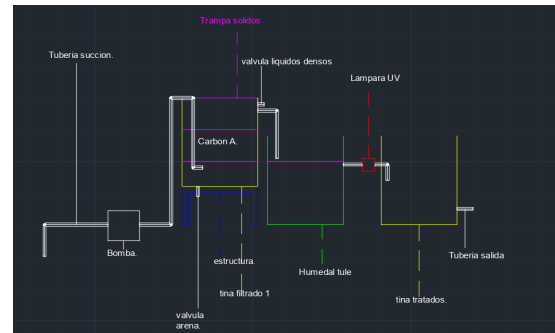 Trampa solidos
Tuberia succion.
valvula liquidos densos
Lampara UV
Carbon A.
Bomba.
estructura.
Humedal tule
Tuberia salida
tina filtrado 1
tina tratados.
valvula
arena.